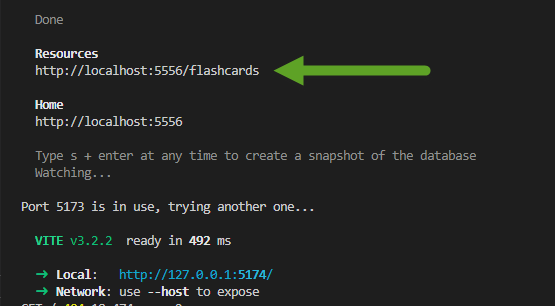 Done
Resources
http://localhost:5556/flashcards
Home
http://localhost:5556
Type s + enter at any time to create a snapshot of the database
Watching...
Port 5173 is in use, trying another one...
VITE v3.2.2 ready in 492 ms
➜ Local: http://127.0.0.1:5174/
➜ Network: use --host to expose